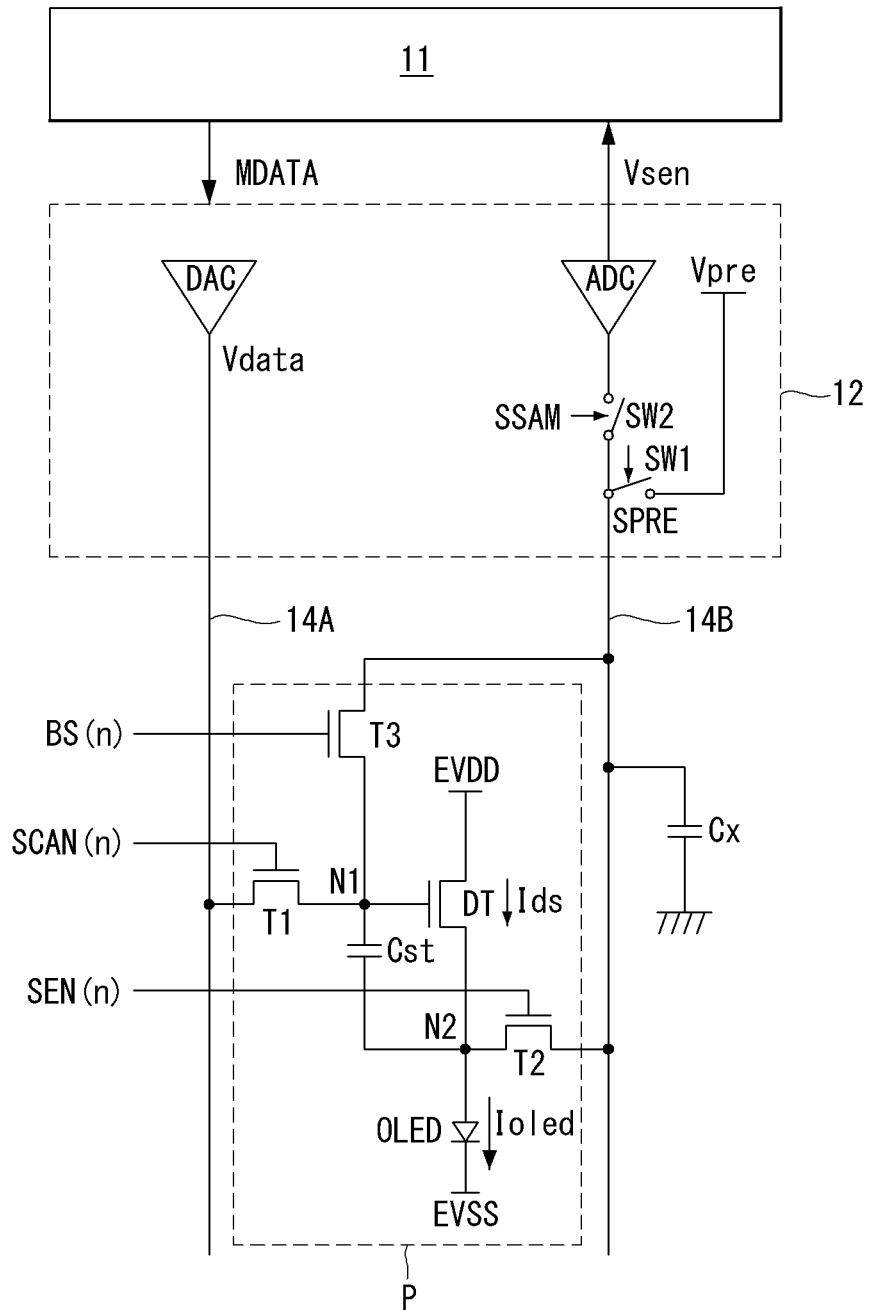 11
MDATA
Vsen
DAC
ADC
Vpre
Vdata
12
SSAM
SW2
SW1
SPRE
14A
14B
BS(n)
T3
EVDD
SCAN(n)
Cx
N1
T1
DT
Ids
Cst
SEN(n)
N2
T2
OLED
Ioled
EVSS
P